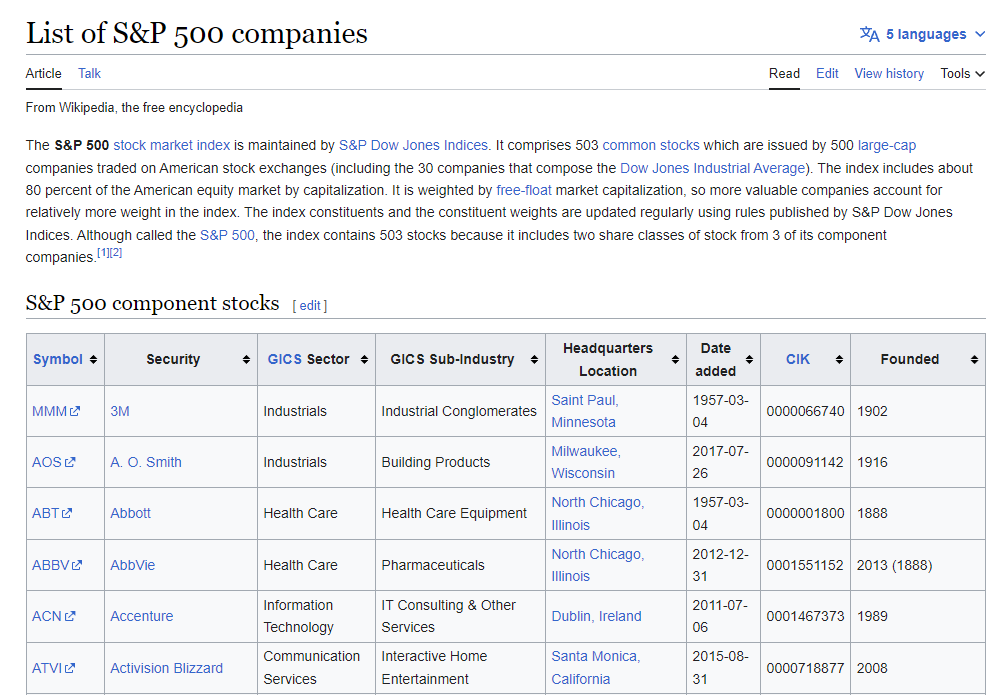 List of S&P 500 companies
5 languages
Article Talk Read Edit View history Tools
From Wikipedia, the free encyclopedia
The S&P 500 stock market index is maintained by S&P Dow Jones Indices. It comprises 503 common stocks which are issued by 500 large-cap
companies traded on American stock exchanges (including the 30 companies that compose the Dow Jones Industrial Average). The index includes about
80 percent of the American equity market by capitalization. It is weighted by free-float market capitalization, so more valuable companies account for
relatively more weight in the index. The index constituents and the constituent weights are updated regularly using rules published by S&P Dow Jones
Indices. Although called the S&P 500, the index contains 503 stocks because it includes two share classes of stock from 3 of its component
companies.[1][2]
S&P 500 component stocks [ edit ]
Symbol Security GICS Sector GICS Sub-Industry Headquarters Location Date added CIK Founded
MMM 3M Industrials Industrial Conglomerates Saint Paul, Minnesota 1957-03-04 0000066740 1902
AOS A. O. Smith Industrials Building Products Milwaukee, Wisconsin 2017-07-26 0000091142 1916
ABT Abbott Health Care Health Care Equipment North Chicago, Illinois 1957-03-04 0000001800 1888
ABBV AbbVie Health Care Pharmaceuticals North Chicago, Illinois 2012-12-31 0001551152 2013 (1888)
ACN Accenture Information Technology IT Consulting & Other Services Dublin, Ireland 2011-07-06 0001467373 1989
ATVI Activision Blizzard Communication Services Interactive Home Entertainment Santa Monica, California 2015-08-31 0000718877 2008